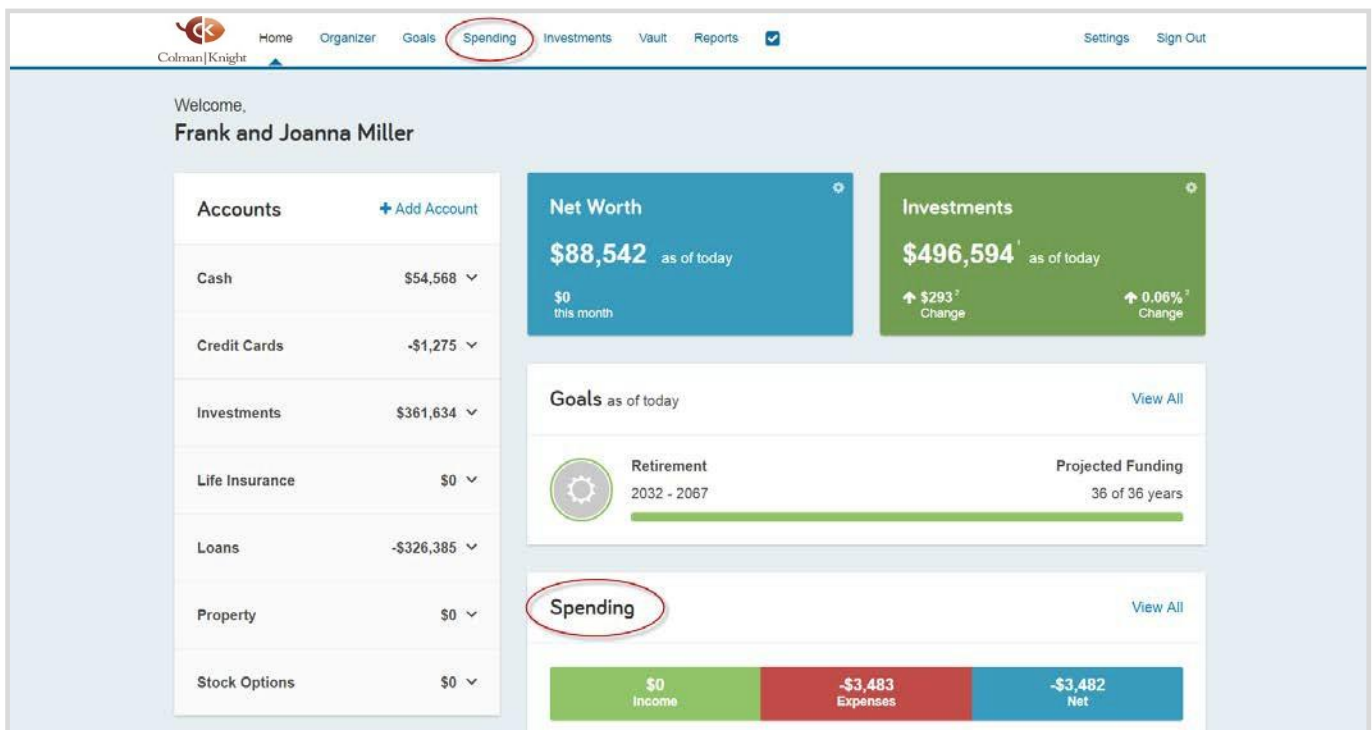 Colman|Knight
Home Organizer Goals Spending Investments Vault Reports Settings Sign Out
Welcome,
Frank and Joanna Miller
Accounts + Add Account
Cash $54,568
Credit Cards -$1,275
Investments $361,634
Life Insurance $0
Loans -$326,385
Property $0
Stock Options $0
Net Worth
$88,542 as of today
$0
this month
Investments
$496,594¹ as of today
$293² 0.06%²
Change Change
Goals as of today View All
Retirement Projected Funding
2032 - 2067 36 of 36 years
Spending View All
$0 -$3,483 -$3,482
Income Expenses Net